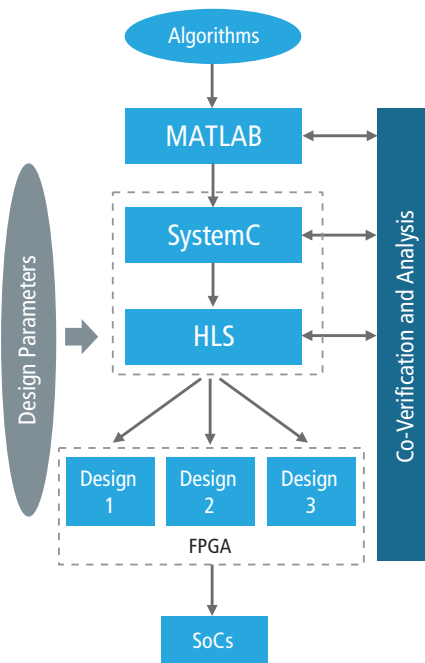 Algorithms
MATLAB
SystemC
HLS
Design Parameters
Co-Verification and Analysis
Design
1
Design
2
Design
3
FPGA
SoCs